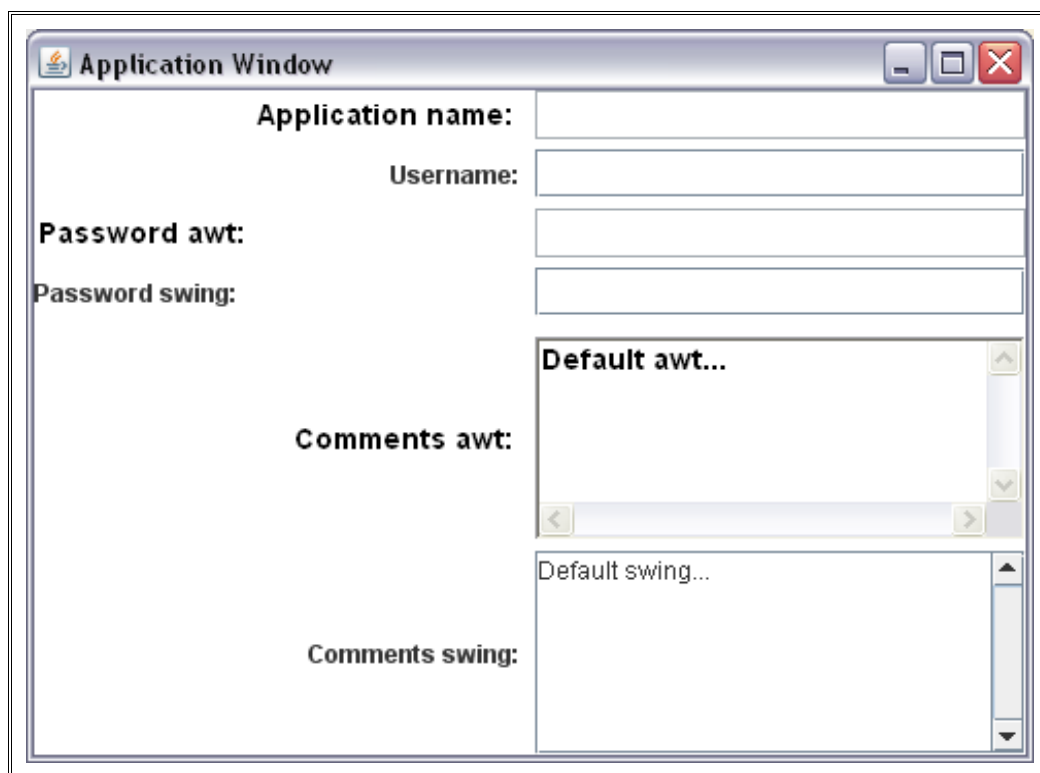 Application Window
Application name:
Username:
Password awt:
Password swing:
Default awt...
Comments awt:
Default swing...
Comments swing: